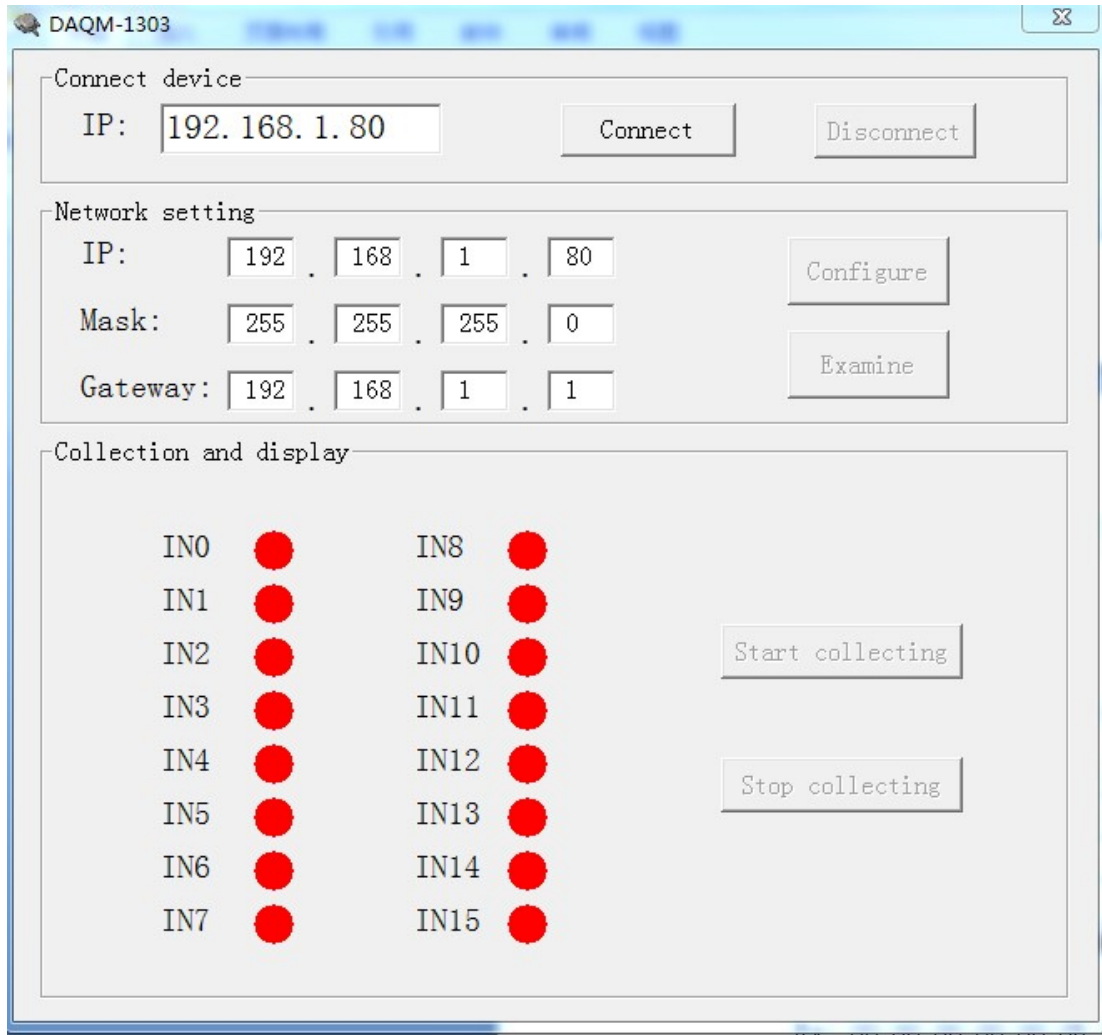 DAQM-1303
Connect device
IP: 192.168.1.80 Connect Disconnect
Network setting
IP: 192 . 168 . 1 . 80 Configure
Mask: 255 . 255 . 255 . 0
Examine
Gateway: 192 . 168 . 1 . 1
Collection and display
IN0 IN8
IN1 IN9
IN2 IN10 Start collecting
IN3 IN11
IN4 IN12
Stop collecting
IN5 IN13
IN6 IN14
IN7 IN15